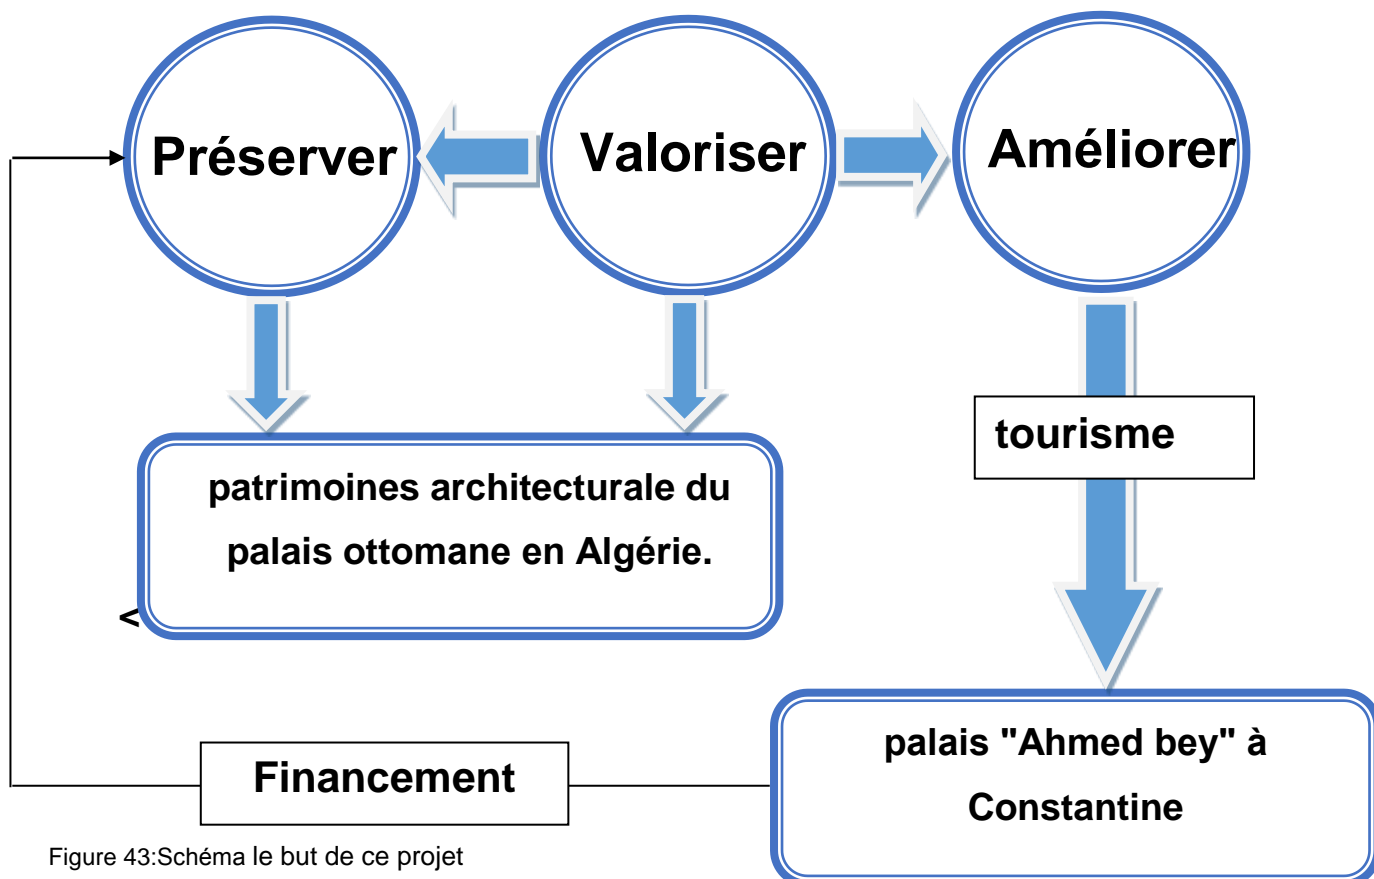 Préserver
Valoriser
Améliorer
tourisme
patrimoines architecturale du
palais ottomane en Algérie.
<
palais "Ahmed bey" à
Constantine
Financement
Figure 43:Schéma le but de ce projet